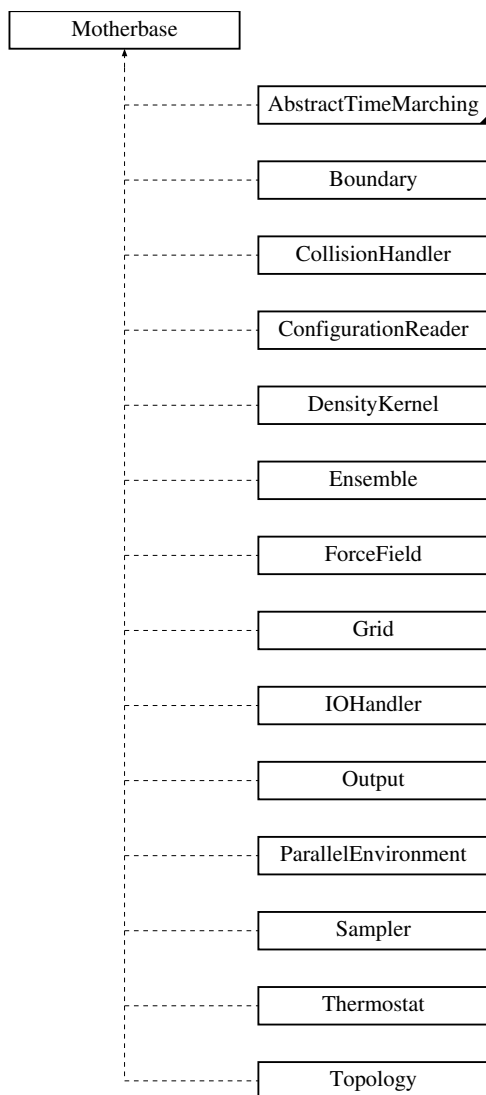 Motherbase
AbstractTimeMarching
Boundary
CollisionHandler
ConfigurationReader
DensityKernel
Ensemble
ForceField
Grid
IOHandler
Output
ParallelEnvironment
Sampler
Thermostat
Topology